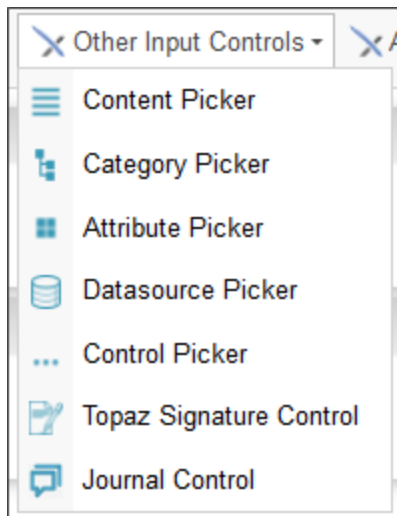 Other Input Controls
Content Picker
Category Picker
Attribute Picker
Datasource Picker
Control Picker
Topaz Signature Control
Journal Control